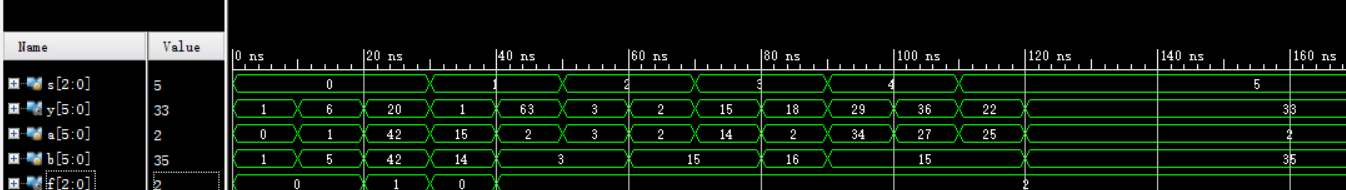 Name Value 0 ns 20 ns 40 ns 60 ns 80 ns 100 ns 120 ns 140 ns 160 ns
s[2:0] 5 0 1 2 3 4 5
y[5:0] 33 1 6 20 1 63 3 2 15 18 29 36 22 33
a[5:0] 2 0 1 42 15 2 3 2 14 2 34 27 25 2
b[5:0] 35 1 5 42 14 3 15 16 15 35
f[2:0] 2 0 1 0 2